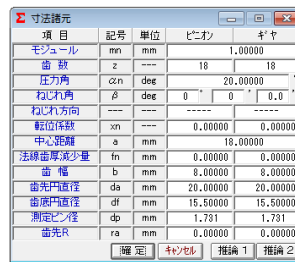 Σ 寸法諸元
項 目 記号 単位 ピニオン ギヤ
モジュール mn mm 1.00000
歯 数 z --- 18 18
圧力角 αn deg 20.00000 °
ねじれ角 β deg 0 ° 0 ' 0.0 "
ねじれ方向 --- --- ----- -----
転位係数 xn --- 0.00000 0.00000
中心距離 a mm 18.00000
法線歯厚減少量 fn mm 0.00000 0.00000
歯 幅 b mm 8.00000 8.00000
歯先円直径 da mm 20.00000 20.00000
歯底円直径 df mm 15.50000 15.50000
測定ピン径 dp mm 1.731 1.731
歯先R ra mm 0.00000 0.00000
確 定 キャンセル 推論 1 推論 2